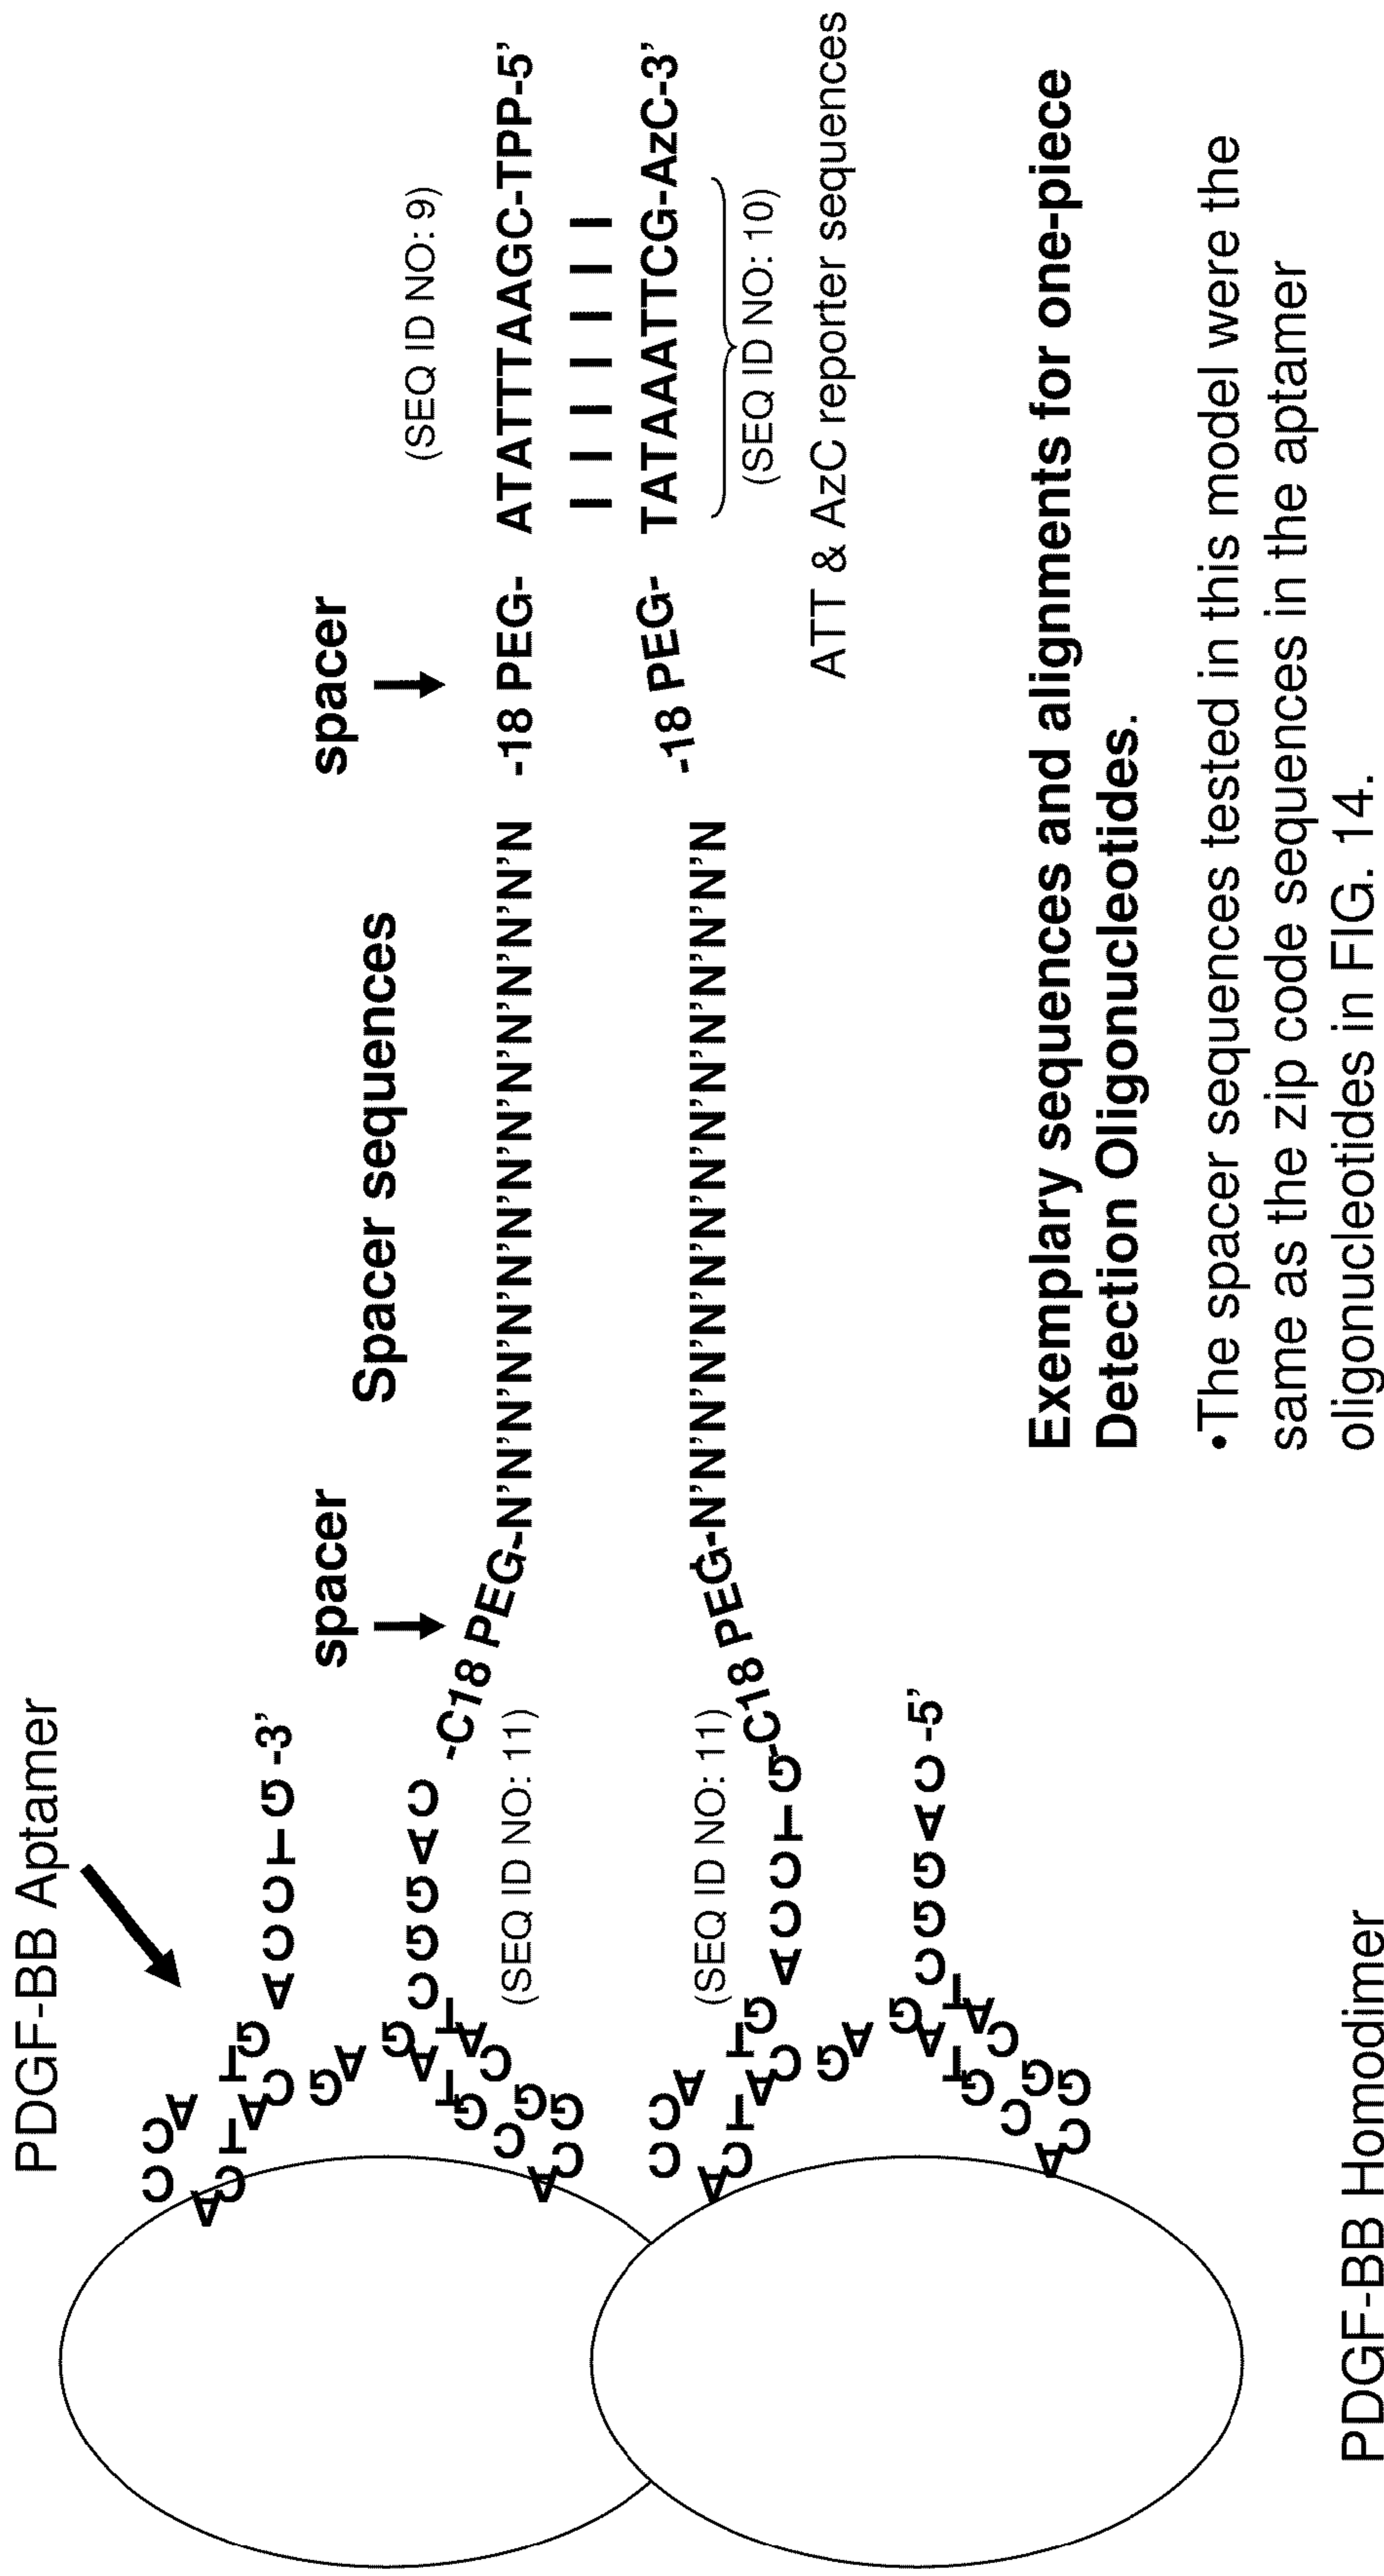 PDGF-BB Aptamer
C C A
A C T A T G
C A C C T G -3'
G A G
A C G G A C
T T
G A
C C G
A C G
spacer
-C18 PEG-N'N'N'N'N'N'N'N'N'N'N'N'N'N'N -18 PEG- ATATTTAAGC-TPP-5'
Spacer sequences
spacer
(SEQ ID NO: 9)
(SEQ ID NO: 11)
(SEQ ID NO: 11)
C C A
A C T A T G
A C C T G
C G A G
A C G G A C -5'
T T
G A
C C G
A C G
-C18 PEG-N'N'N'N'N'N'N'N'N'N'N'N'N'N'N -18 PEG- TATAAATTCG-AzC-3'
(SEQ ID NO: 10)
ATT & AzC reporter sequences
Exemplary sequences and alignments for one-piece
Detection Oligonucleotides.
•The spacer sequences tested in this model were the
same as the zip code sequences in the aptamer
oligonucleotides in FIG. 14.
PDGF-BB Homodimer